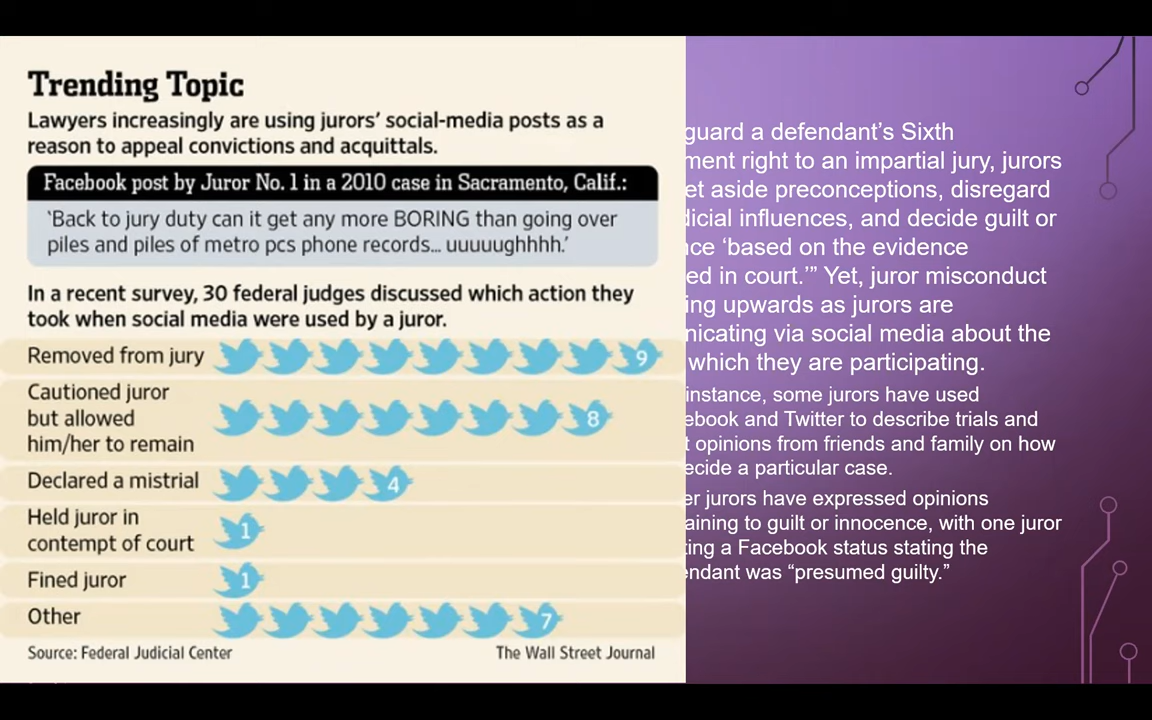 Trending Topic
Lawyers increasingly are using jurors' social-media posts as a
reason to appeal convictions and acquittals.
Facebook post by Juror No. 1 in a 2010 case in Sacramento, Calif.:
'Back to jury duty can it get any more BORING than going over
piles and piles of metro pcs phone records... uuuuughhhh.'
In a recent survey, 30 federal judges discussed which action they
took when social media were used by a juror.
Removed from jury 9
Cautioned juror
but allowed
him/her to remain 8
Declared a mistrial 4
Held juror in
contempt of court 1
Fined juror 1
Other 7
Source: Federal Judicial Center
The Wall Street Journal
guard a defendant's Sixth
ment right to an impartial jury, jurors
et aside preconceptions, disregard
dicial influences, and decide guilt or
nce 'based on the evidence
ed in court.'” Yet, juror misconduct
ing upwards as jurors are
nicating via social media about the
which they are participating.
instance, some jurors have used
ebook and Twitter to describe trials and
t opinions from friends and family on how
ecide a particular case.
er jurors have expressed opinions
aining to guilt or innocence, with one juror
ting a Facebook status stating the
endant was “presumed guilty.”